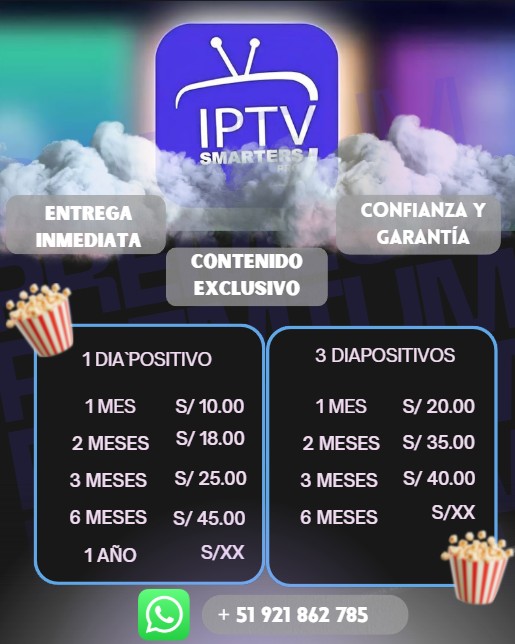 IPTV
SMARTERS
ENTREGA
INMEDIATA
CONFIANZA Y
GARANTÍA
CONTENIDO
EXCLUSIVO
1 DIA`POSITIVO
1 MES S/ 10.00
2 MESES S/ 18.00
3 MESES S/ 25.00
6 MESES S/ 45.00
1 AÑO S/XX
3 DIAPOSITIVOS
1 MES S/ 20.00
2 MESES S/ 35.00
3 MESES S/ 40.00
6 MESES S/XX
+ 51 921 862 785